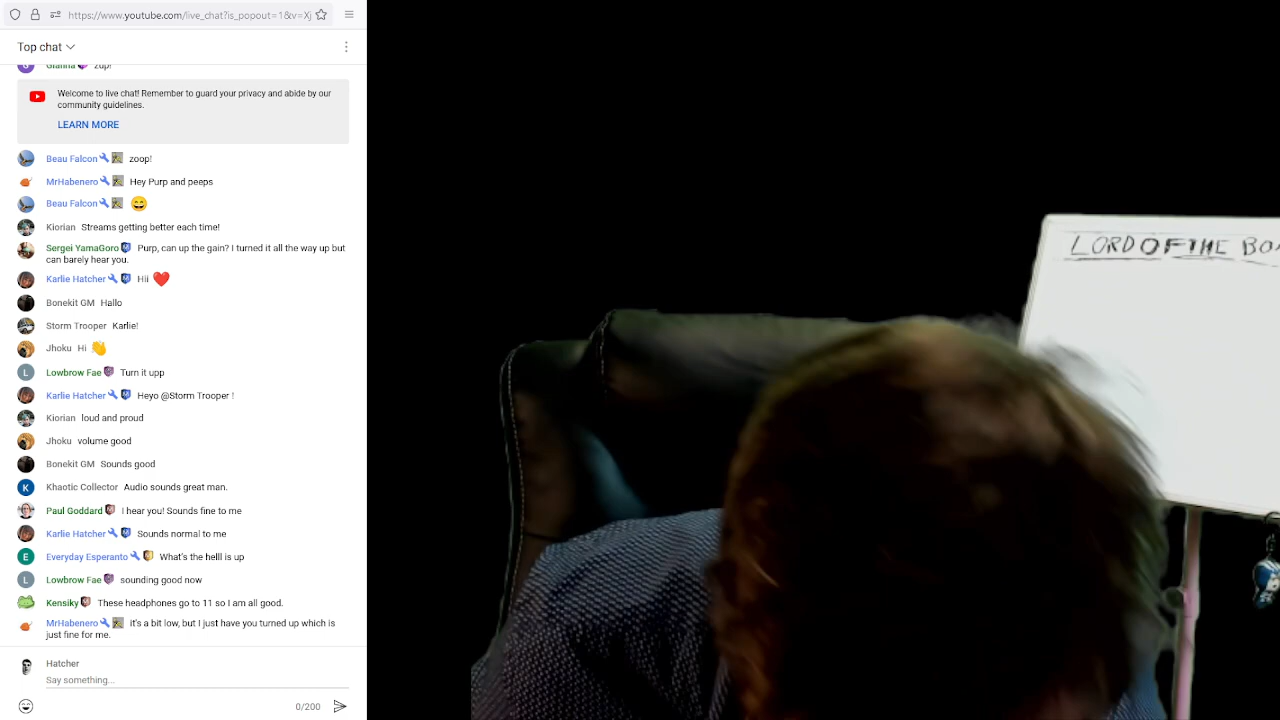 https://www.youtube.com/live_chat?is_popout=1&v=Xj
Top chat
Gianna zup!
Welcome to live chat! Remember to guard your privacy and abide by our
community guidelines.
LEARN MORE
Beau Falcon zoop!
MrHabenero Hey Purp and peeps
Beau Falcon 😄
Kiorian Streams getting better each time!
Sergei YamaGoro Purp, can up the gain? I turned it all the way up but
can barely hear you.
Karlie Hatcher Hii ❤️
Bonekit GM Hallo
Storm Trooper Karlie!
Jhoku Hi 👋
L Lowbrow Fae Turn it upp
Karlie Hatcher Heyo @Storm Trooper !
Kiorian loud and proud
Jhoku volume good
Bonekit GM Sounds good
K Khaotic Collector Audio sounds great man.
Paul Goddard I hear you! Sounds fine to me
Karlie Hatcher Sounds normal to me
E Everyday Esperanto What's the helll is up
L Lowbrow Fae sounding good now
Kensiky These headphones go to 11 so I am all good.
MrHabenero it's a bit low, but I just have you turned up which is
just fine for me.
Hatcher
Say something...
0/200
LORD OF THE BO